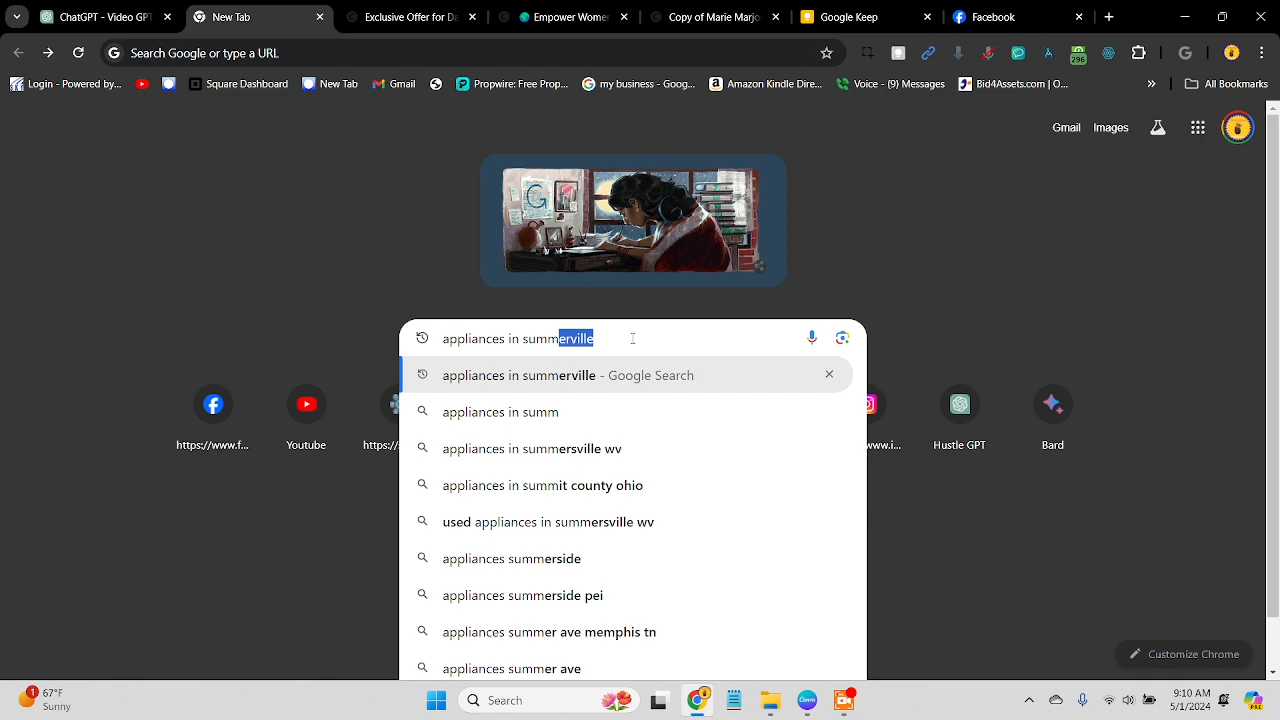 ChatGPT - Video GPT
New Tab
Exclusive Offer for Da
Empower Women
Copy of Marie Marjo
Google Keep
Facebook
Search Google or type a URL
296
Login - Powered by...
Square Dashboard
New Tab
Gmail
Propwire: Free Prop...
my business - Goog...
Amazon Kindle Dire...
Voice - (9) Messages
Bid4Assets.com | O...
All Bookmarks
Gmail
Images
appliances in summerville
appliances in summerville - Google Search
appliances in summ
appliances in summersville wv
appliances in summit county ohio
used appliances in summersville wv
appliances summerside
appliances summerside pei
appliances summer ave memphis tn
appliances summer ave
https://www.f...
Youtube
https://
www.i...
Hustle GPT
Bard
Customize Chrome
1
67°F
Sunny
Search
9:10 AM
5/1/2024
PRE